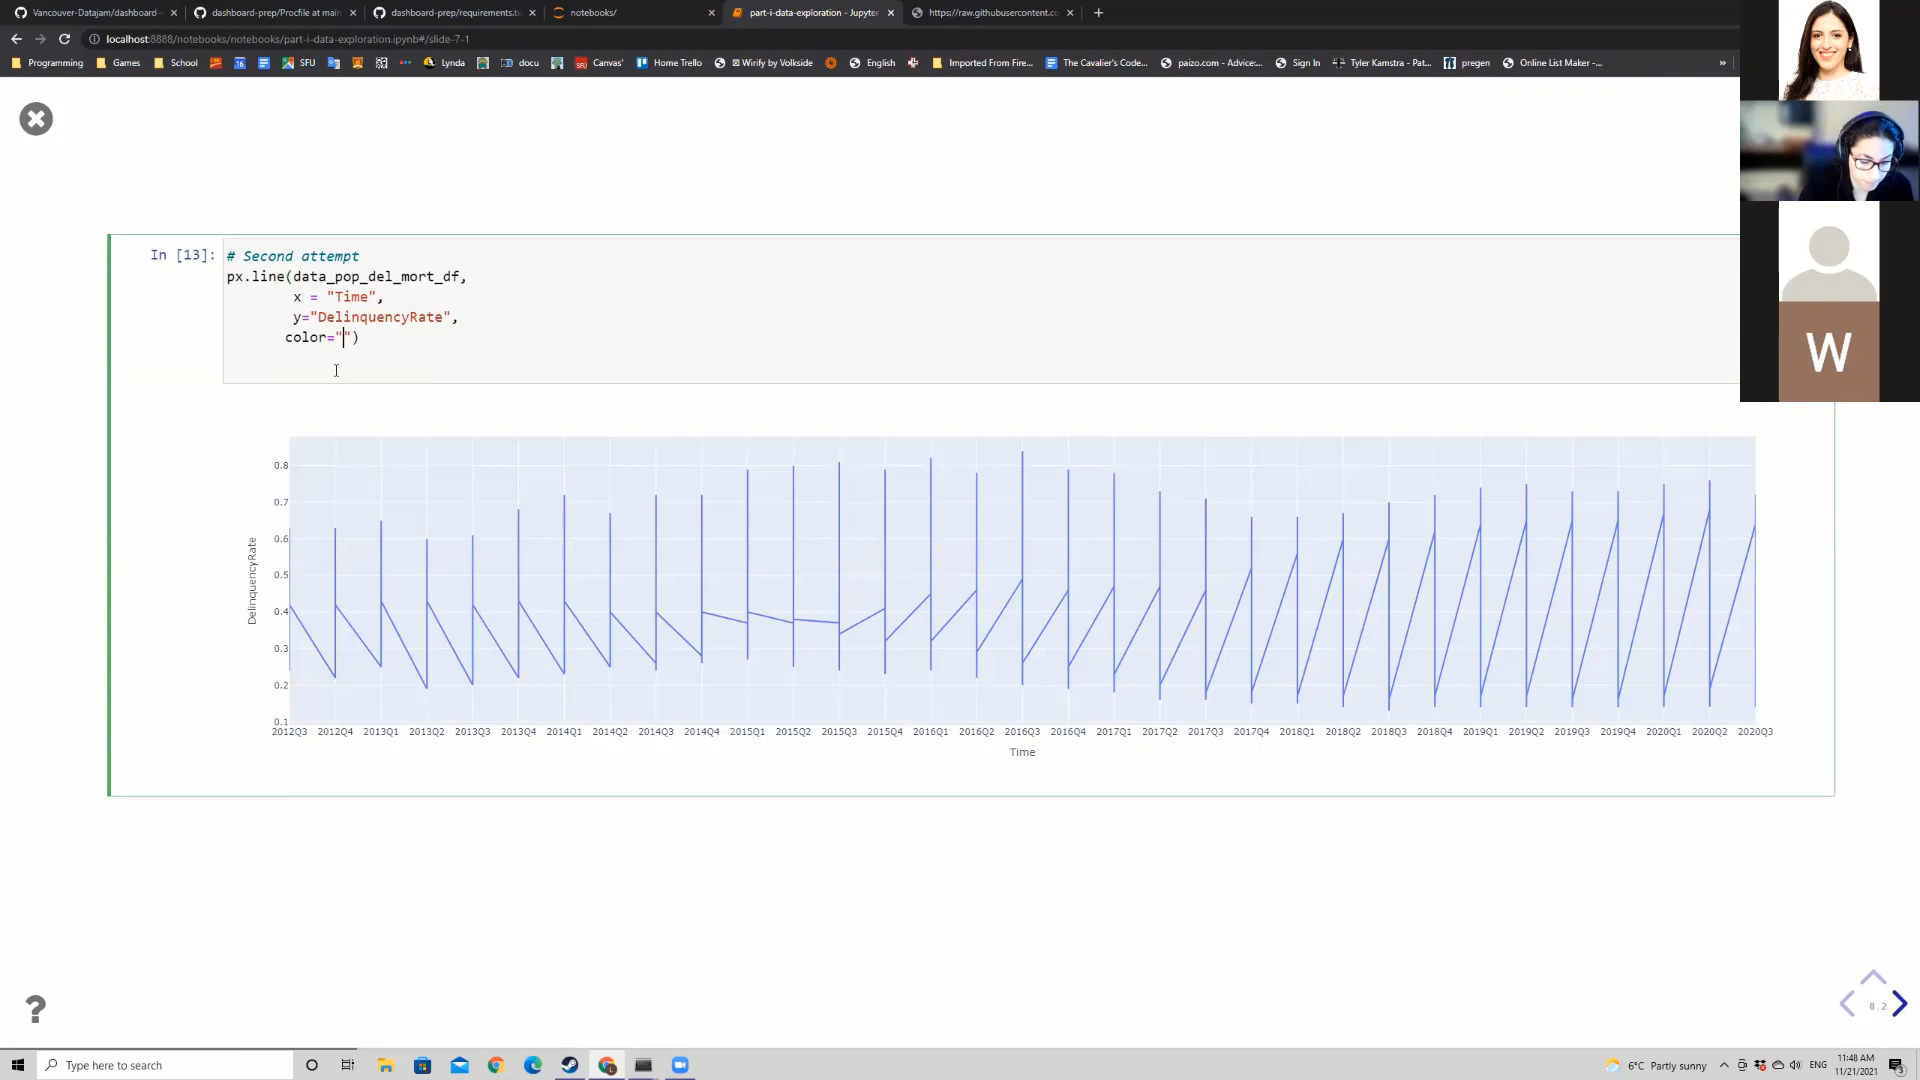 Vancouver-Datajam/dashboard-
dashboard-prep/Procfile at main
dashboard-prep/requirements.t
notebooks/
part-i-data-exploration - Jupyter
https://raw.githubusercontent.co
localhost:8888/notebooks/notebooks/part-i-data-exploration.ipynb#/slide-7-1
Programming
Games
School
SFU
Lynda
docu
Canvas'
Home Trello
Wirify by Volkside
English
Imported From Fire...
The Cavalier's Code...
paizo.com - Advice:...
Sign In
Tyler Kamstra - Pat...
pregen
Online List Maker -...
»
W
In [13]:
# Second attempt
px.line(data_pop_del_mort_df,
x = "Time",
y="DelinquencyRate",
color="")
DelinquencyRate
0.8
0.7
0.6
0.5
0.4
0.3
0.2
0.1
2012Q3 2012Q4 2013Q1 2013Q2 2013Q3 2013Q4 2014Q1 2014Q2 2014Q3 2014Q4 2015Q1 2015Q2 2015Q3 2015Q4 2016Q1 2016Q2 2016Q3 2016Q4 2017Q1 2017Q2 2017Q3 2017Q4 2018Q1 2018Q2 2018Q3 2018Q4 2019Q1 2019Q2 2019Q3 2019Q4 2020Q1 2020Q2 2020Q3
Time
?
8.2
Type here to search
6°C Partly sunny
ENG
11:48 AM
11/21/2021